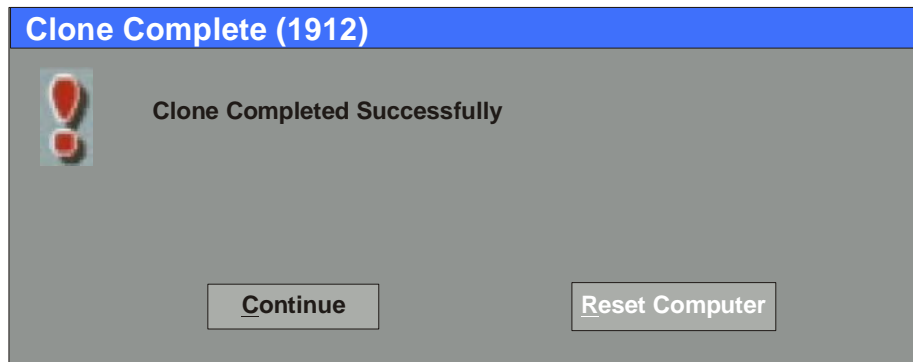 Clone Complete (1912)
Clone Completed Successfully
Continue
Reset Computer